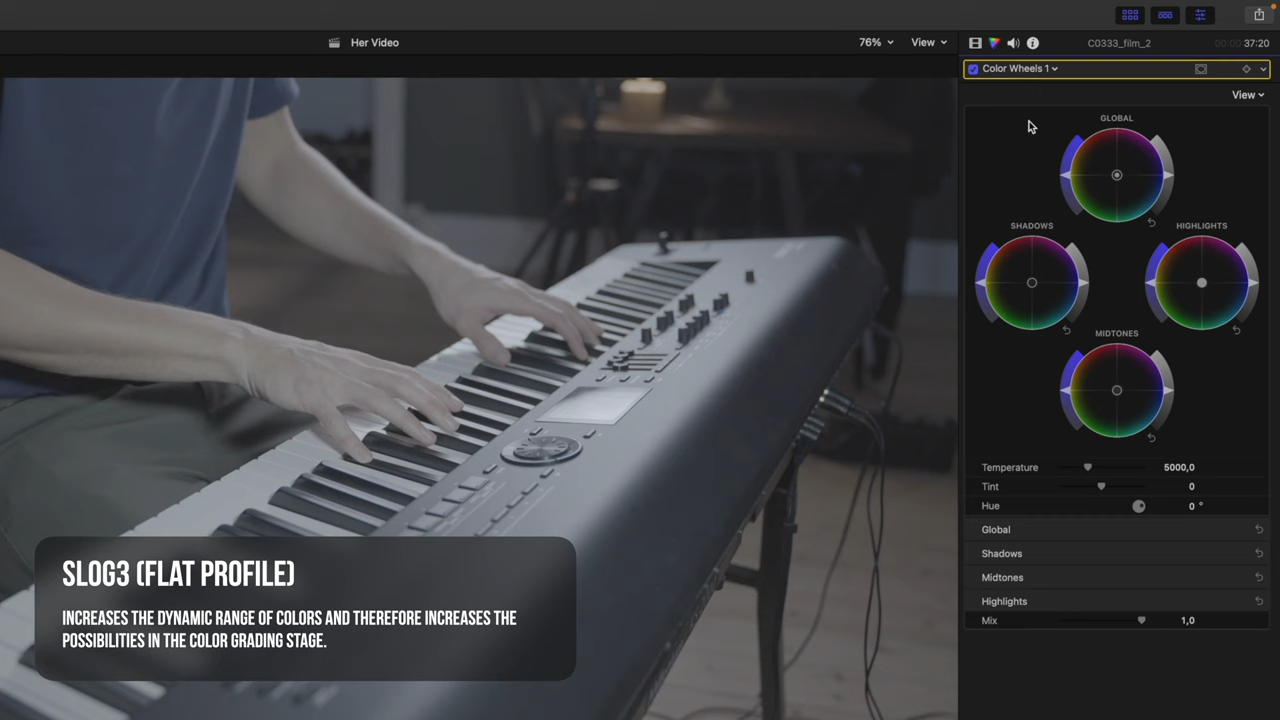 Her Video
76%
View
C0333_film_2
00:00:37:20
Color Wheels 1
View
GLOBAL
SHADOWS
HIGHLIGHTS
MIDTONES
Temperature 5000,0
Tint 0
Hue 0 °
Global
Shadows
Midtones
Highlights
Mix 1,0
SLOG3 (FLAT PROFILE)
INCREASES THE DYNAMIC RANGE OF COLORS AND THEREFORE INCREASES THE
POSSIBILITIES IN THE COLOR GRADING STAGE.